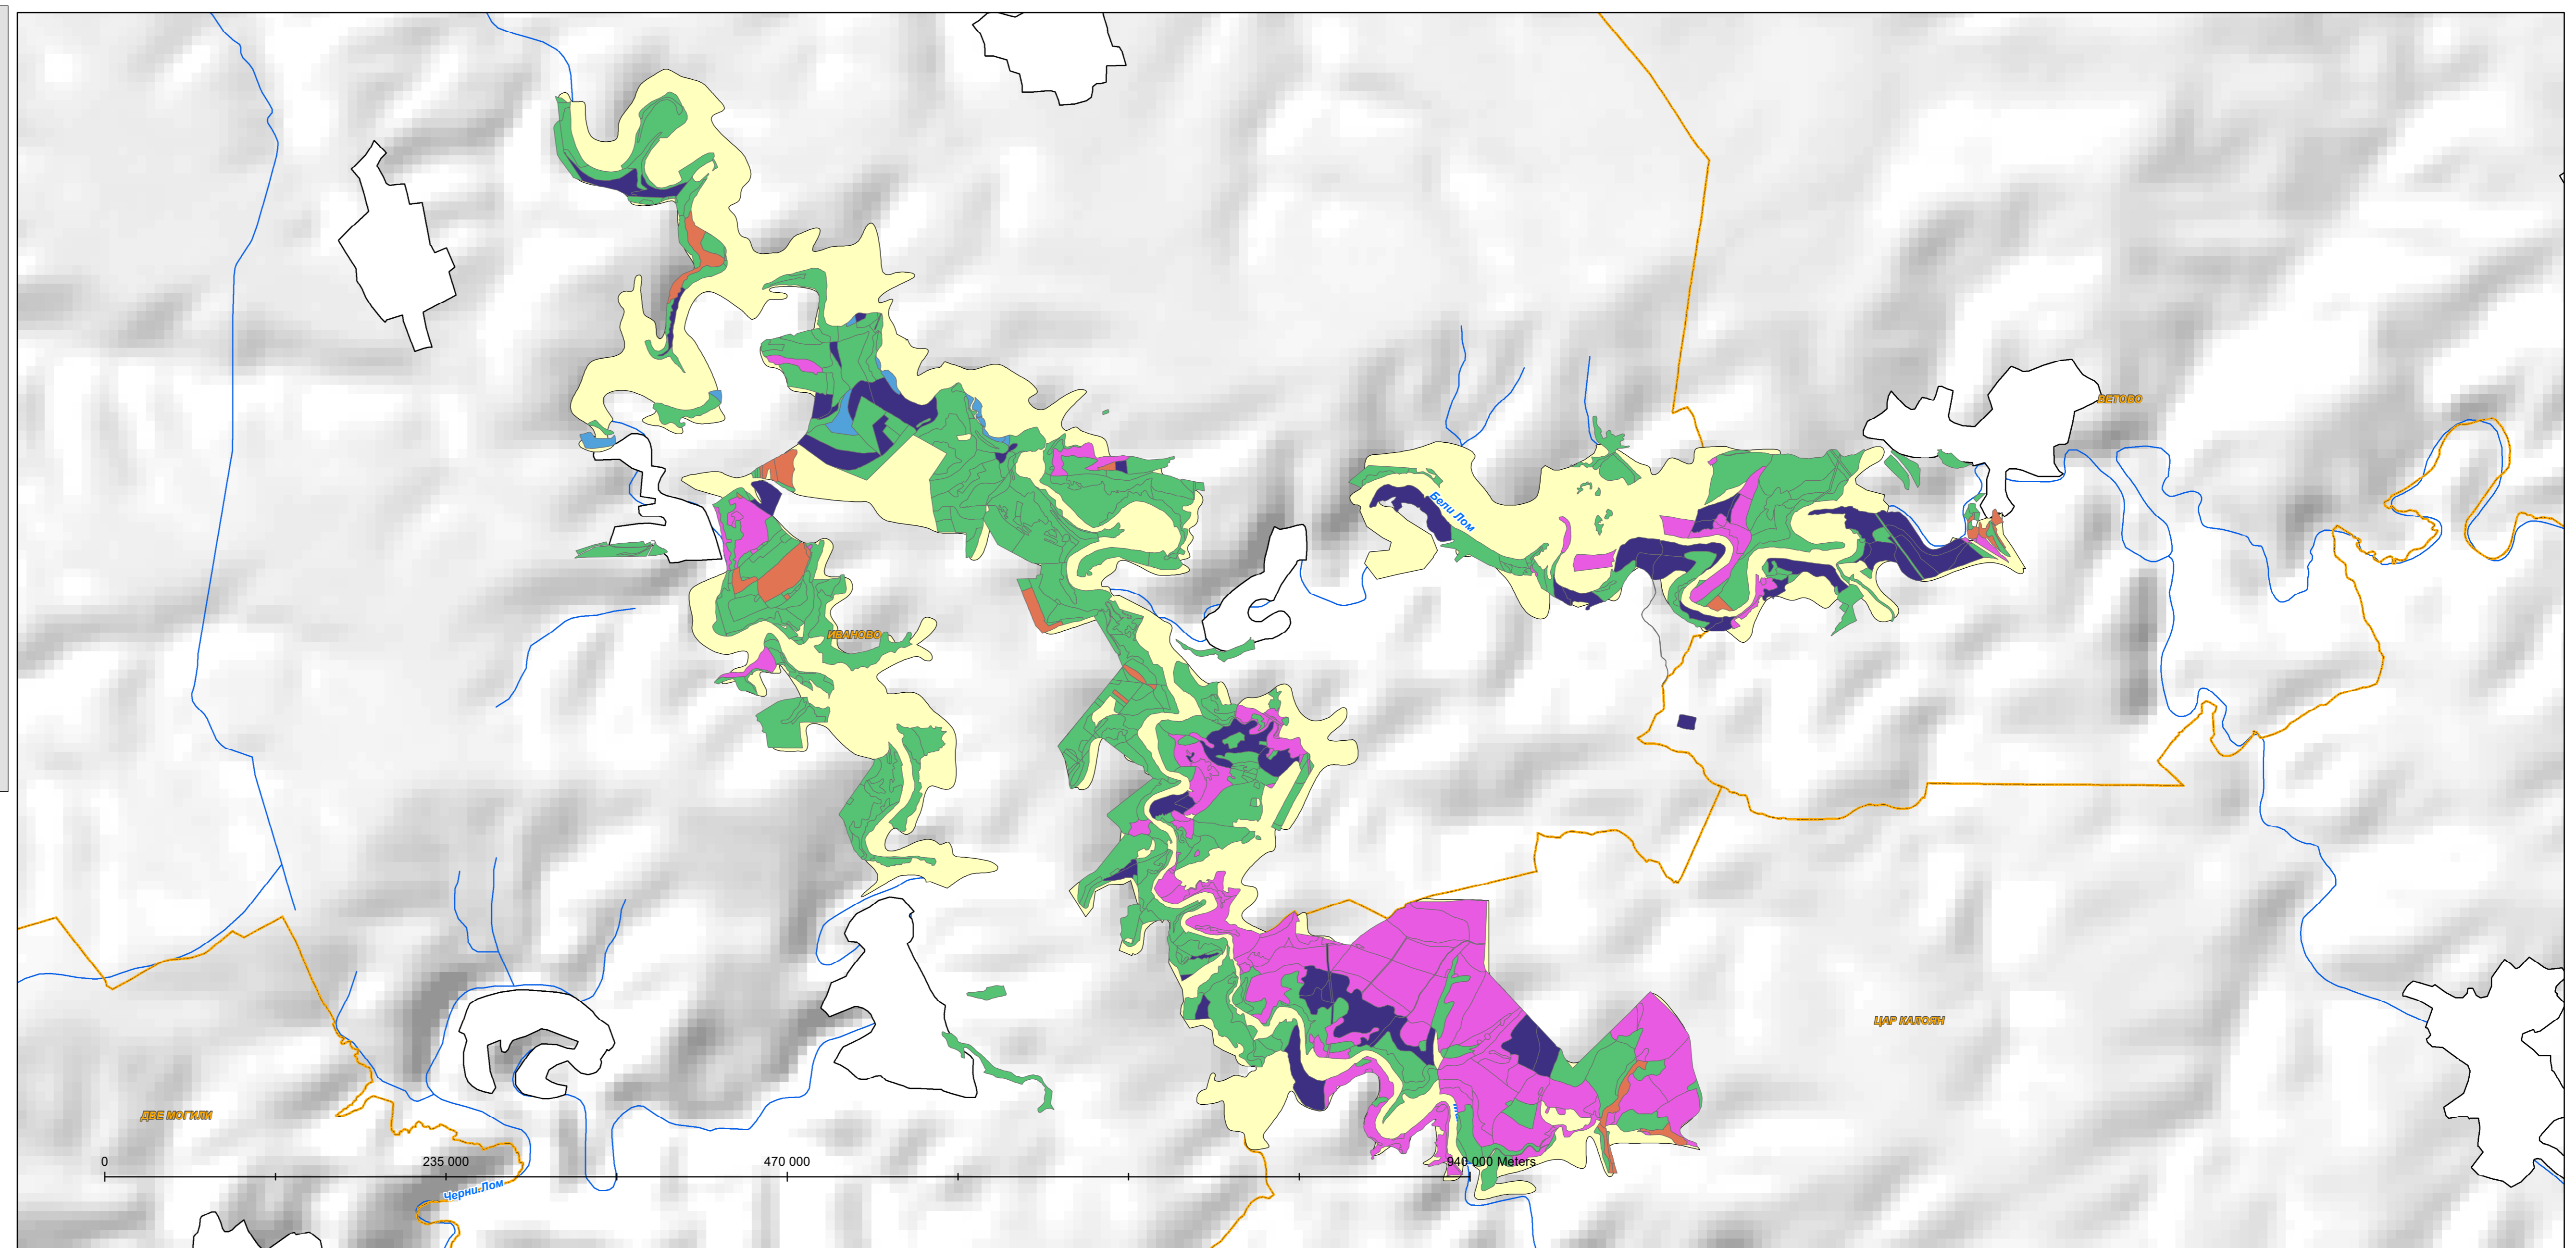 ВЕТОВО
Бели Лом
ИВАНОВО
ЦАР КАЛОЯН
ДВЕ МОГИЛИ
0
235 000
470 000
940 000 Meters
Черни Лом